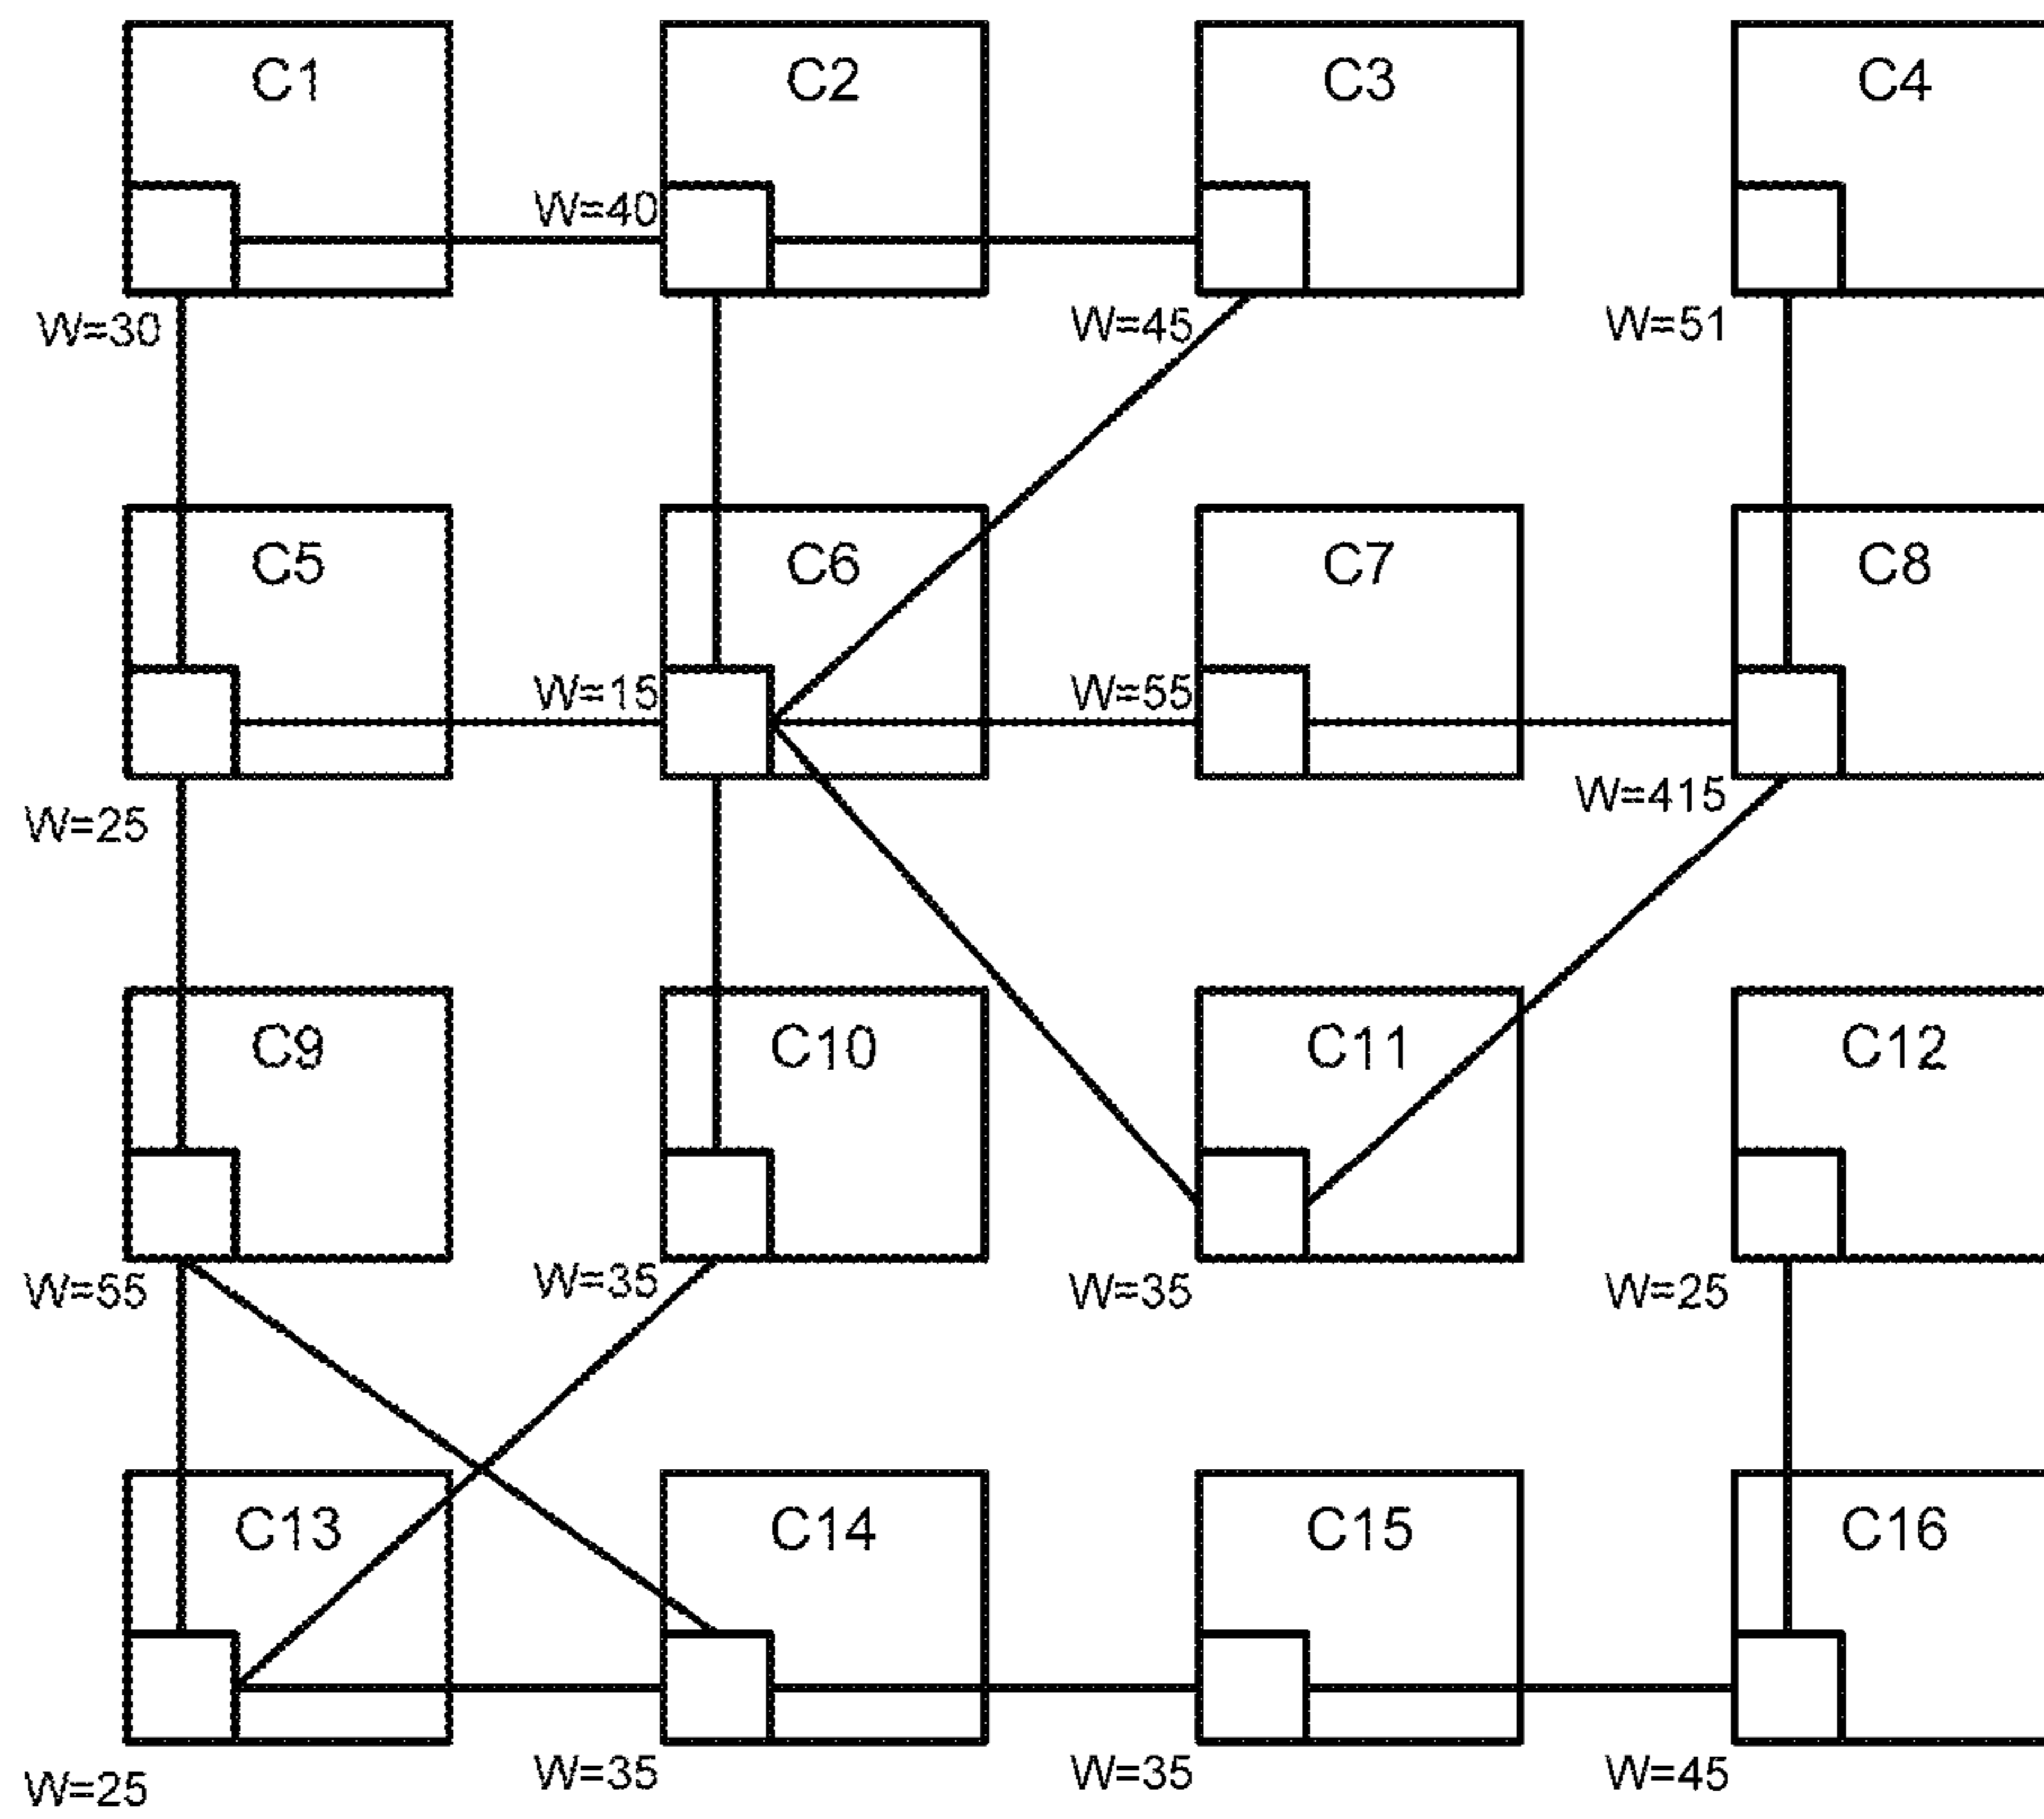 C1 C2 C3 C4
W=40
W=30 W=45 W=51
C5 C6 C7 C8
W=15 W=55
W=25 W=415
C9 C10 C11 C12
W=55 W=35 W=35 W=25
C13 C14 C15 C16
W=25 W=35 W=35 W=45